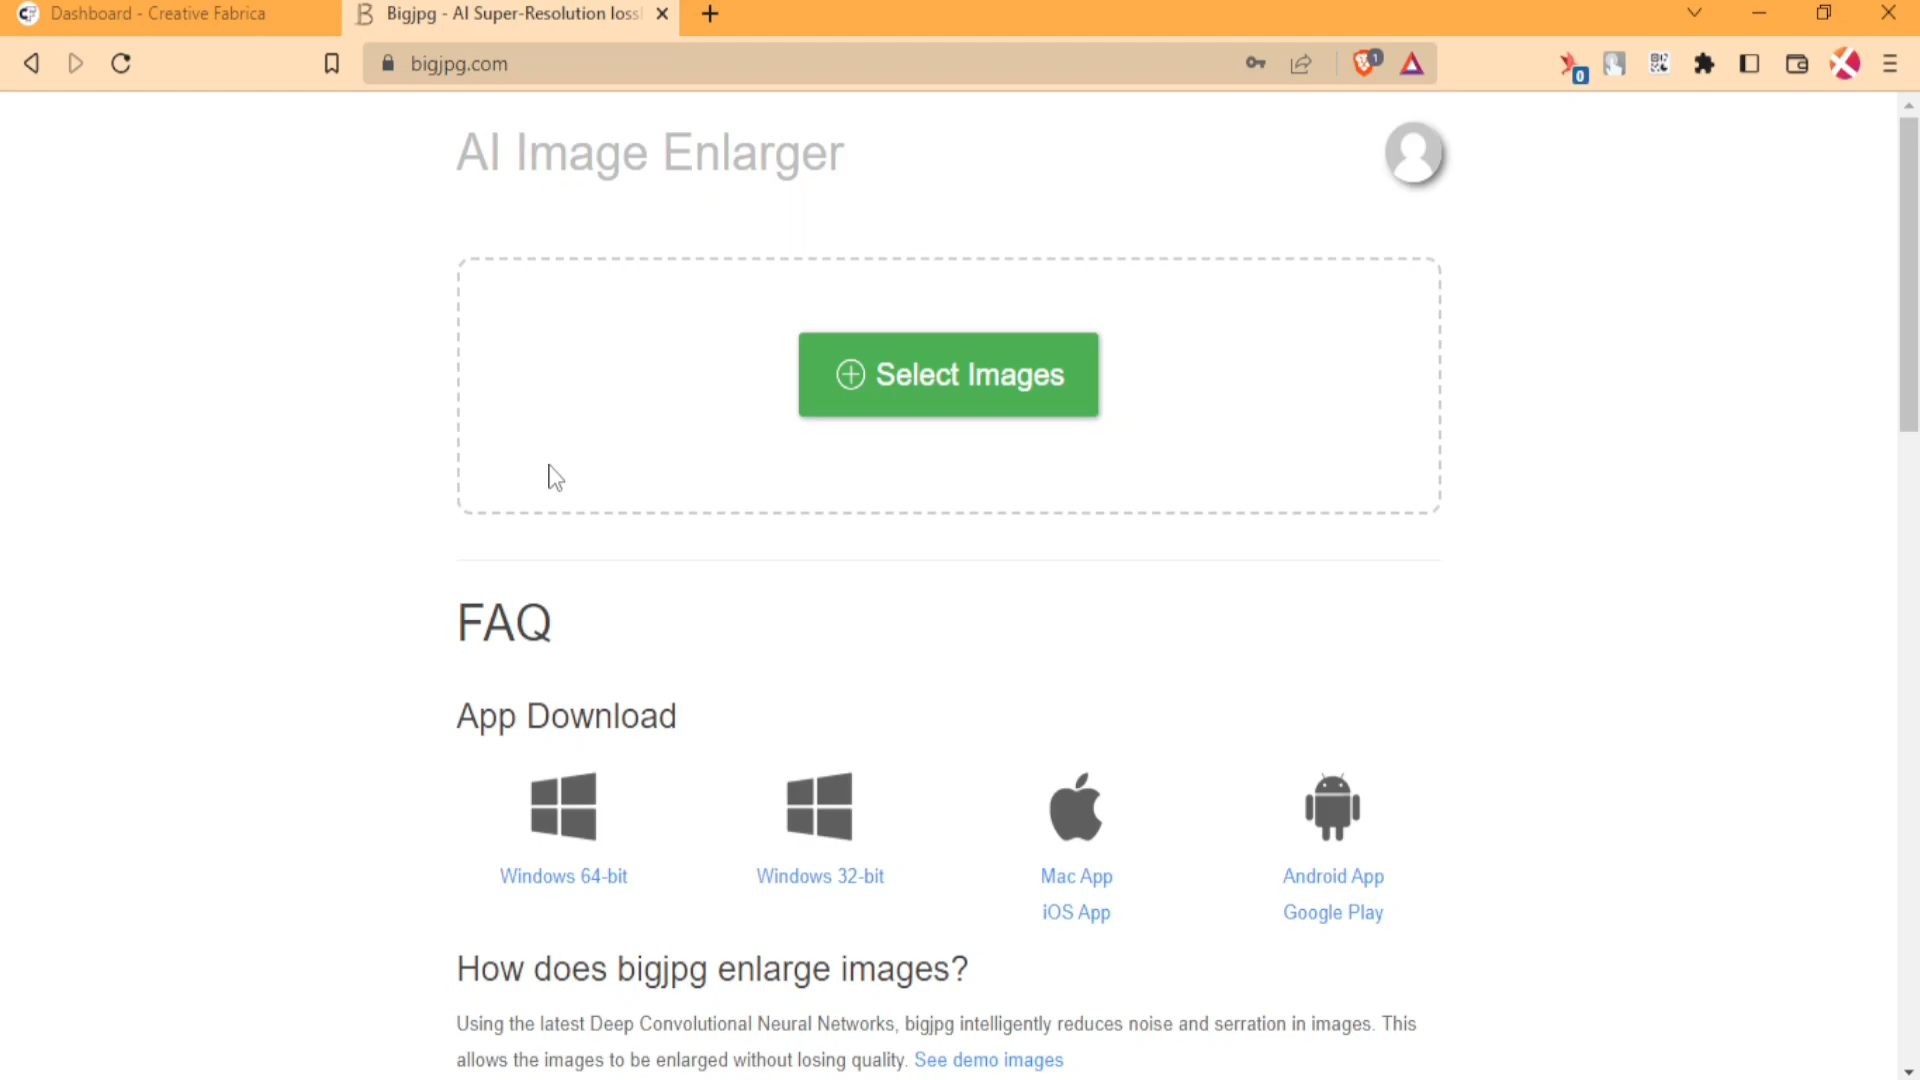 Dashboard - Creative Fabrica
Bigjpg - AI Super-Resolution loss
bigjpg.com
1
0
AI Image Enlarger
Select Images
FAQ
App Download
Windows 64-bit
Windows 32-bit
Mac App
Android App
iOS App
Google Play
How does bigjpg enlarge images?
Using the latest Deep Convolutional Neural Networks, bigjpg intelligently reduces noise and serration in images. This
allows the images to be enlarged without losing quality. See demo images